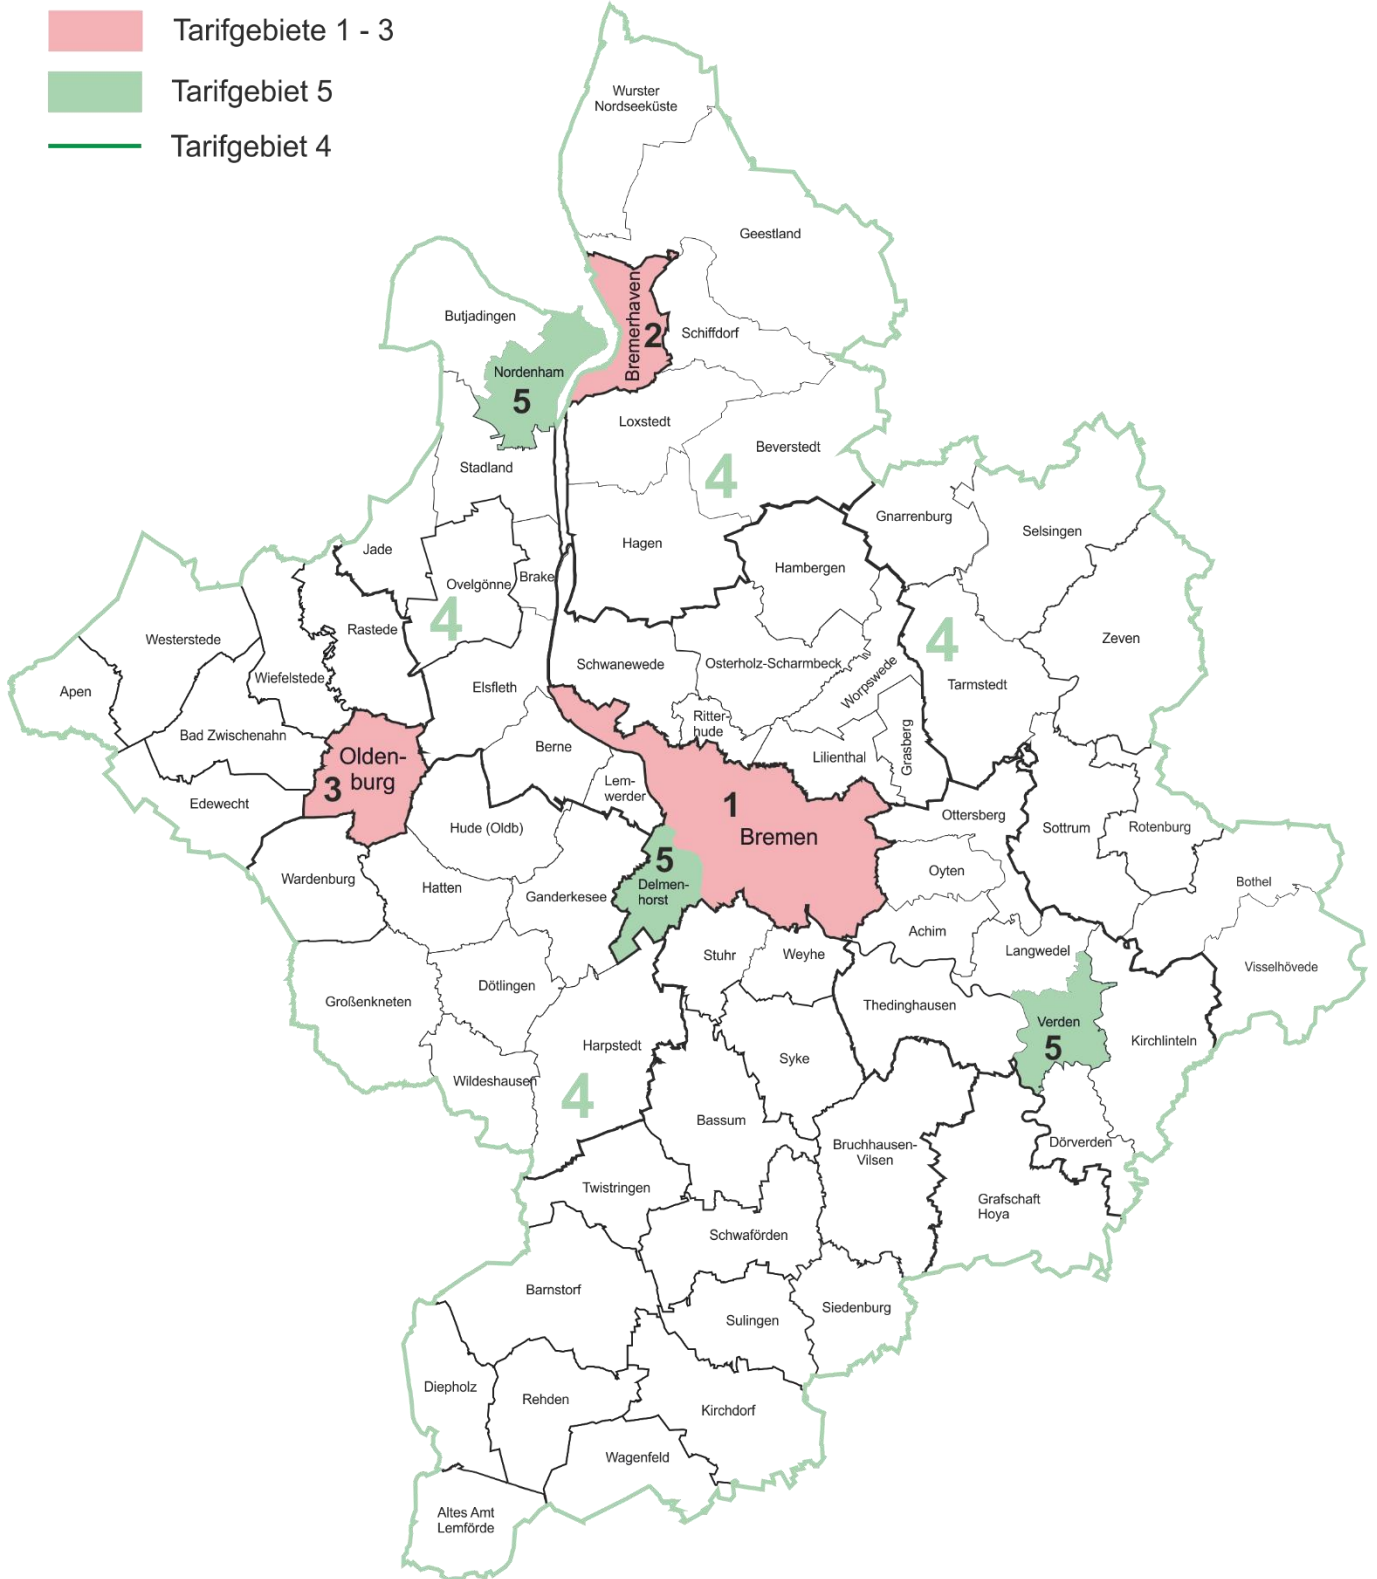 Tarifgebiete 1 - 3
Tarifgebiet 5
Tarifgebiet 4
Wurster
Nordseeküste
Geestland
Butjadingen
Bremerhaven
2
Schiffdorf
Nordenham
5
Loxstedt
Beverstedt
4
Stadland
Gnarrenburg
Selsingen
Jade
Hagen
Hambergen
Ovelgönne
Brake
4
4
Westerstede
Rastede
Zeven
Schwanewede
Osterholz-Scharmbeck
Worpswede
Apen
Wiefelstede
Elsfleth
Tarmstedt
Ritter-
hude
Bad Zwischenahn
Berne
Lilienthal
Grasberg
Olden-
burg
3
Lem-
werder
Edewecht
1
Bremen
Hude (Oldb)
Ottersberg
Sottrum
Rotenburg
5
Delmen-
horst
Wardenburg
Hatten
Ganderkesee
Oyten
Bothel
Achim
Langwedel
Visselhövede
Stuhr
Weyhe
Großenkneten
Dötlingen
Thedinghausen
Verden
5
Kirchlinteln
Harpstedt
Syke
Wildeshausen
4
Bassum
Bruchhausen-
Vilsen
Dörverden
Twistringen
Grafschaft
Hoya
Schwaförden
Barnstorf
Sulingen
Siedenburg
Diepholz
Rehden
Kirchdorf
Wagenfeld
Altes Amt
Lemförde